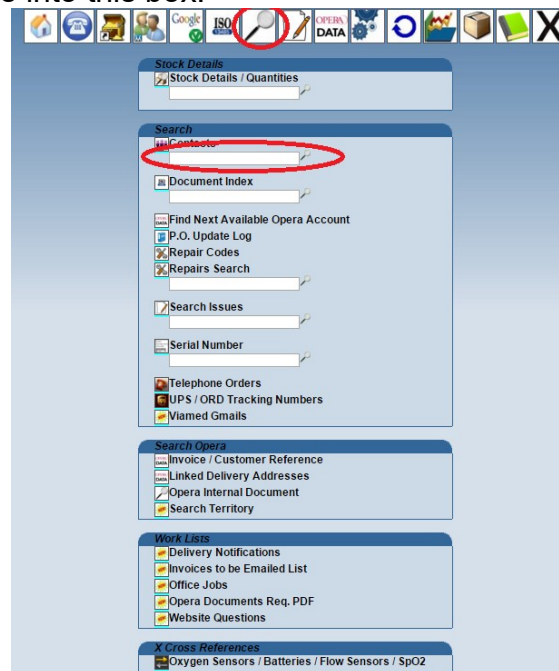 e into this box.
Google ISO OPERA DATA X
Stock Details
Stock Details / Quantities
Search
Contacts
Document Index
Find Next Available Opera Account
P.O. Update Log
Repair Codes
Repairs Search
Search Issues
Serial Number
Telephone Orders
UPS / ORD Tracking Numbers
Viamed Gmails
Search Opera
Invoice / Customer Reference
Linked Delivery Addresses
Opera Internal Document
Search Territory
Work Lists
Delivery Notifications
Invoices to be Emailed List
Office Jobs
Opera Documents Req. PDF
Website Questions
X Cross References
Oxygen Sensors / Batteries / Flow Sensors / SpO2